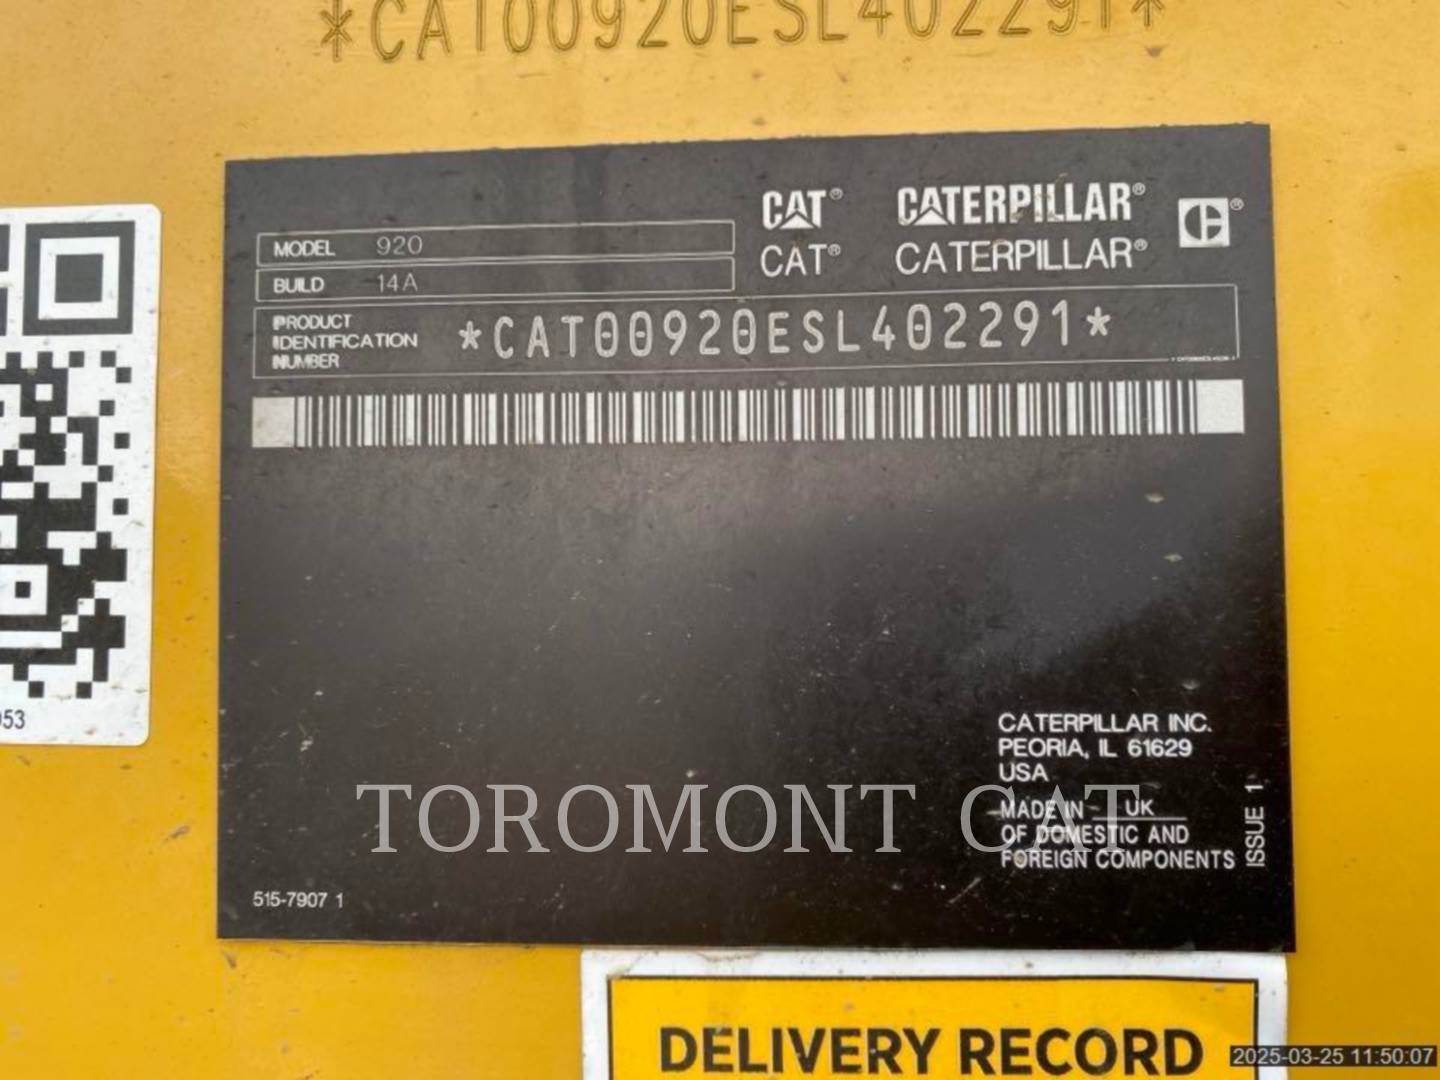 *CAT00920ESL402291*
CAT® CATERPILLAR®
MODEL 920
CAT® CATERPILLAR®
BUILD 14A
PRODUCT
IDENTIFICATION
NUMBER
*CAT00920ESL402291*
953
CATERPILLAR INC.
PEORIA, IL 61629
USA
MADE IN UK
OF DOMESTIC AND
FOREIGN COMPONENTS
ISSUE 1
TOROMONT CAT
515-7907 1
DELIVERY RECORD
2025-03-25 11:50:07